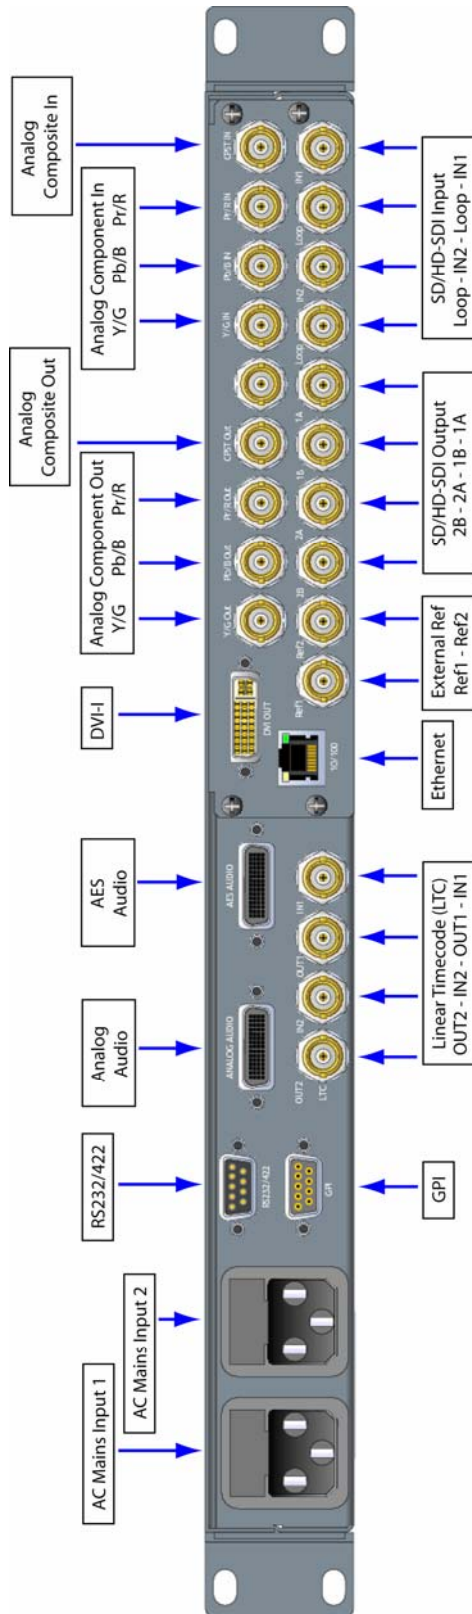 AC Mains Input 1
AC Mains Input 2
RS232/422
Analog
Audio
AES
Audio
DVI-I
Analog Component Out
Y/G Pb/B Pr/R
Analog
Composite Out
Analog Component In
Y/G Pb/B Pr/R
Analog
Composite In
RS232/422
ANALOG AUDIO
AES AUDIO
DVI OUT
Y/G OUT
Pb/B OUT
Pr/R OUT
CPST Out
Y/G IN
Pb/B IN
Pr/R IN
CPST IN
GPI
OUT2
LTC
IN2
OUT1
IN1
10/100
Ref1
Ref2
2B
2A
1B
1A
Loop
IN2
Loop
IN1
GPI
Linear Timecode (LTC)
OUT2 - IN2 - OUT1 - IN1
Ethernet
External Ref
Ref1 - Ref2
SD/HD-SDI Output
2B - 2A - 1B - 1A
SD/HD-SDI Input
Loop - IN2 - Loop - IN1